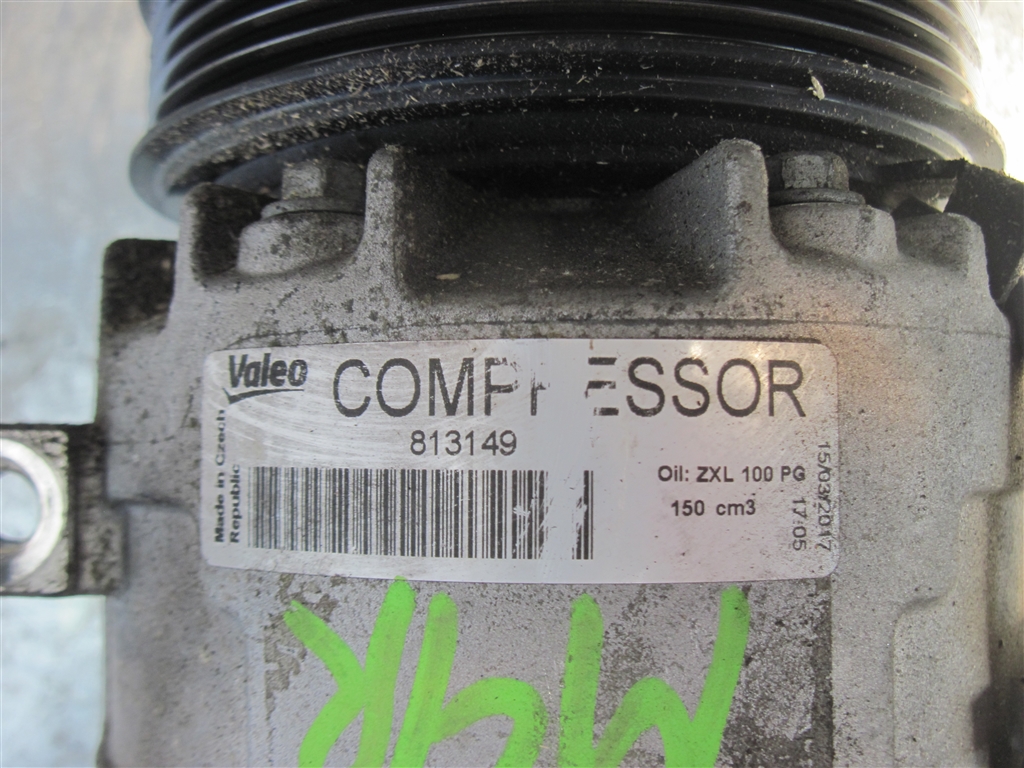 Valeo COMPRESSOR
813149
Made in Czech
Republic
Oil: ZXL 100 PG
150 cm3
15/03/2017 17:05